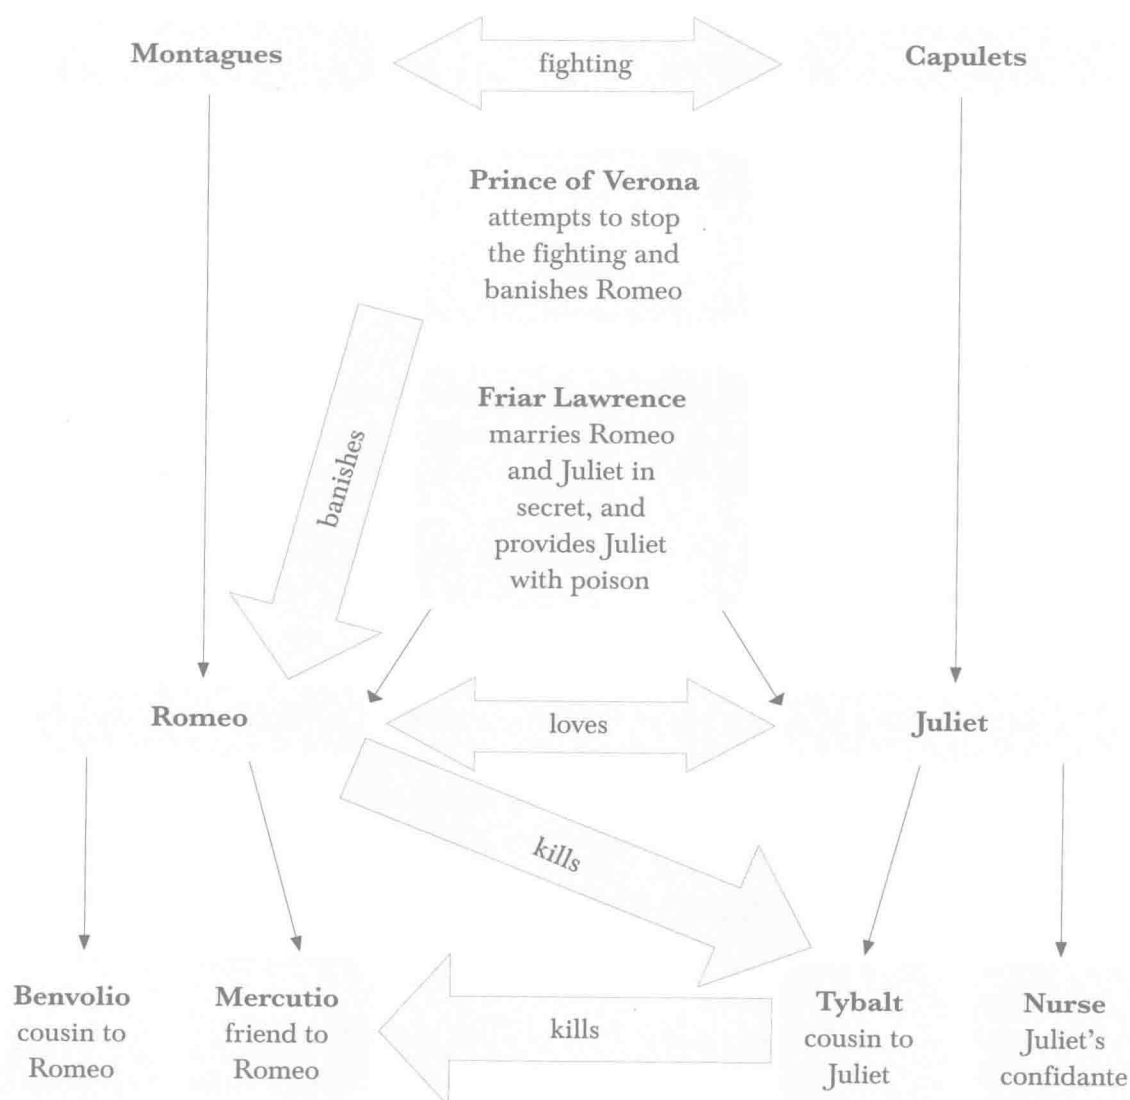 Montagues
fighting
Capulets
Prince of Verona
attempts to stop
the fighting and
banishes Romeo
banishes
Friar Lawrence
marries Romeo
and Juliet in
secret, and
provides Juliet
with poison
Romeo
loves
Juliet
kills
Benvolio
cousin to
Romeo
Mercutio
friend to
Romeo
kills
Tybalt
cousin to
Juliet
Nurse
Juliet's
confidante